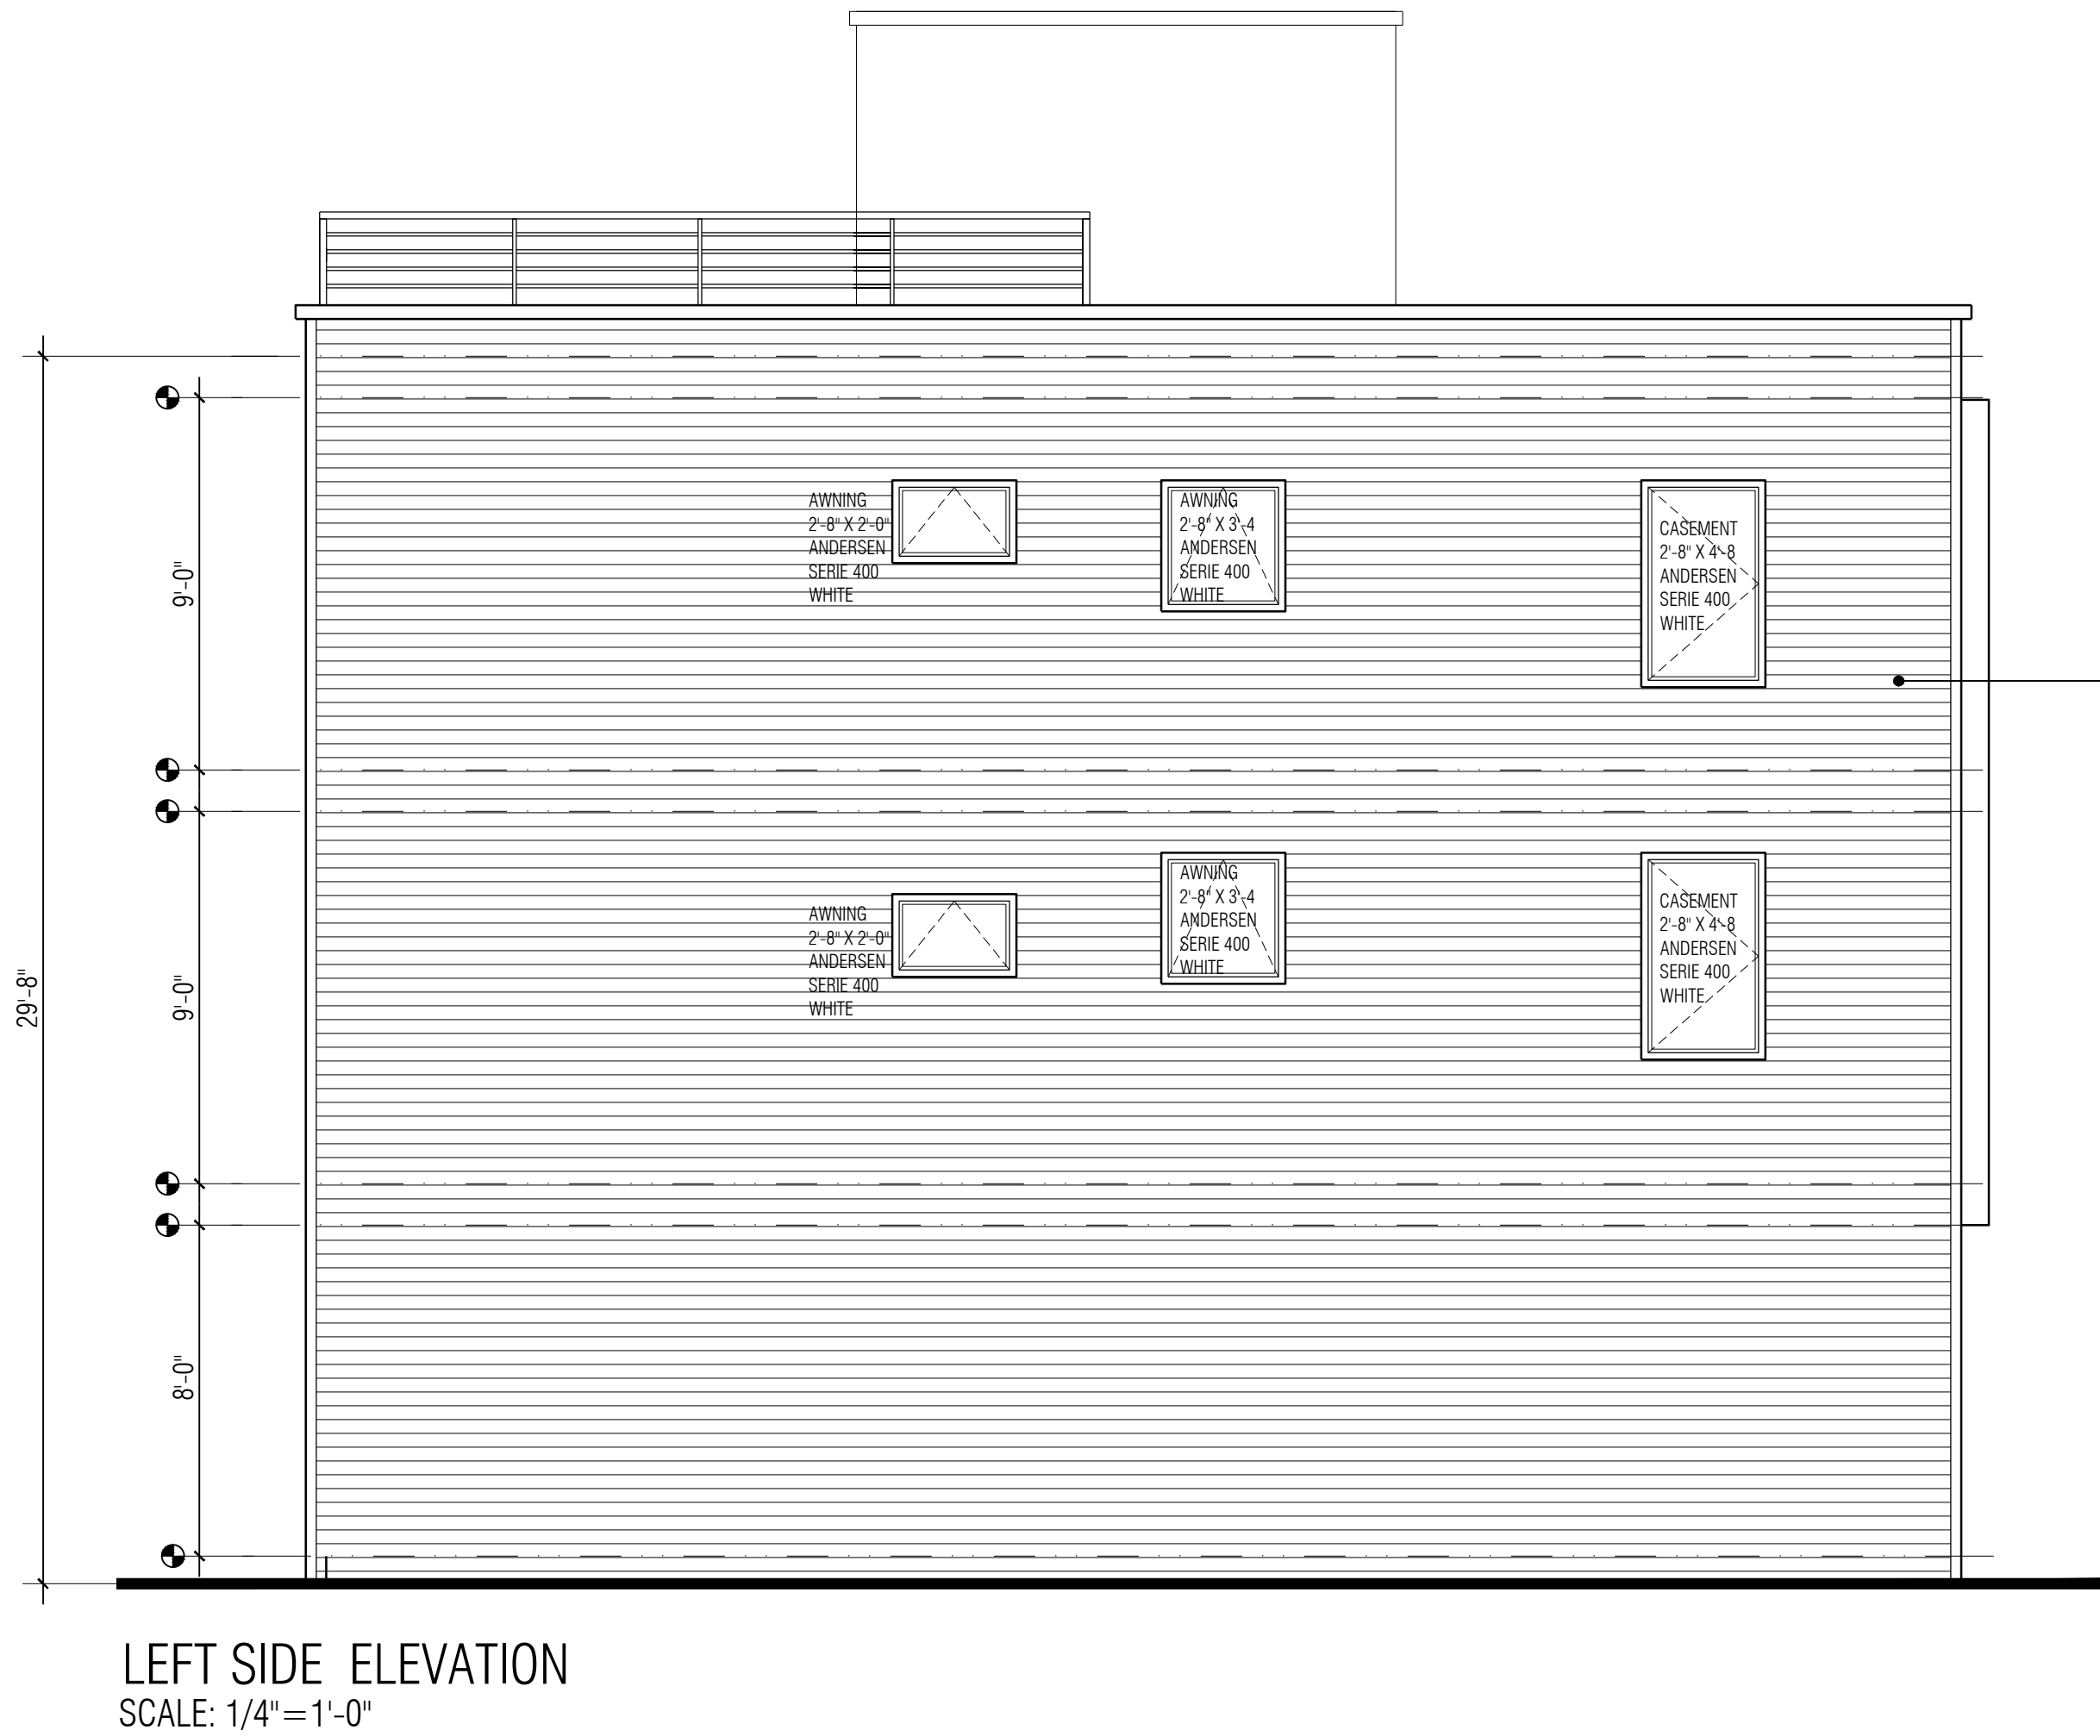 AWNING
2'-8" X 2'-0"
ANDERSEN
SERIE 400
WHITE
AWNING
2'-8" X 3'-4
ANDERSEN
SERIE 400
WHITE
CASEMENT
2'-8" X 4'-8
ANDERSEN
SERIE 400
WHITE
9'-0"
AWNING
2'-8" X 2'-0"
ANDERSEN
SERIE 400
WHITE
AWNING
2'-8" X 3'-4
ANDERSEN
SERIE 400
WHITE
CASEMENT
2'-8" X 4'-8
ANDERSEN
SERIE 400
WHITE
29'-8"
9'-0"
8'-0"
LEFT SIDE ELEVATION
SCALE: 1/4"=1'-0"